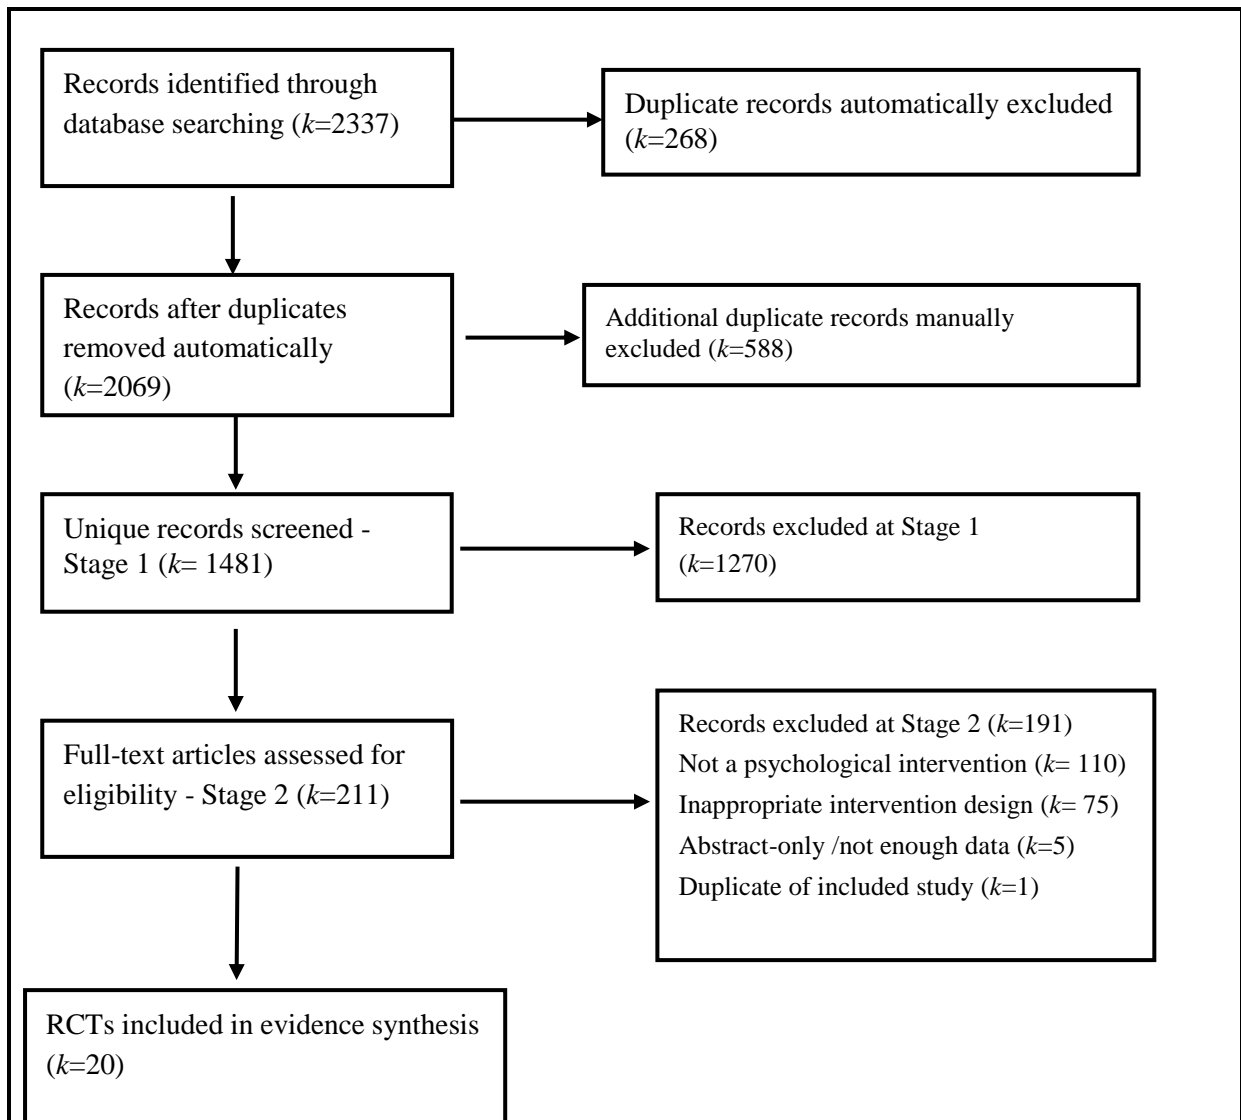 Records identified through
database searching (k=2337)
Duplicate records automatically excluded
(k=268)
Records after duplicates
removed automatically
(k=2069)
Additional duplicate records manually
excluded (k=588)
Unique records screened -
Stage 1 (k= 1481)
Records excluded at Stage 1
(k=1270)
Full-text articles assessed for
eligibility - Stage 2 (k=211)
Records excluded at Stage 2 (k=191)
Not a psychological intervention (k= 110)
Inappropriate intervention design (k= 75)
Abstract-only /not enough data (k=5)
Duplicate of included study (k=1)
RCTs included in evidence synthesis
(k=20)